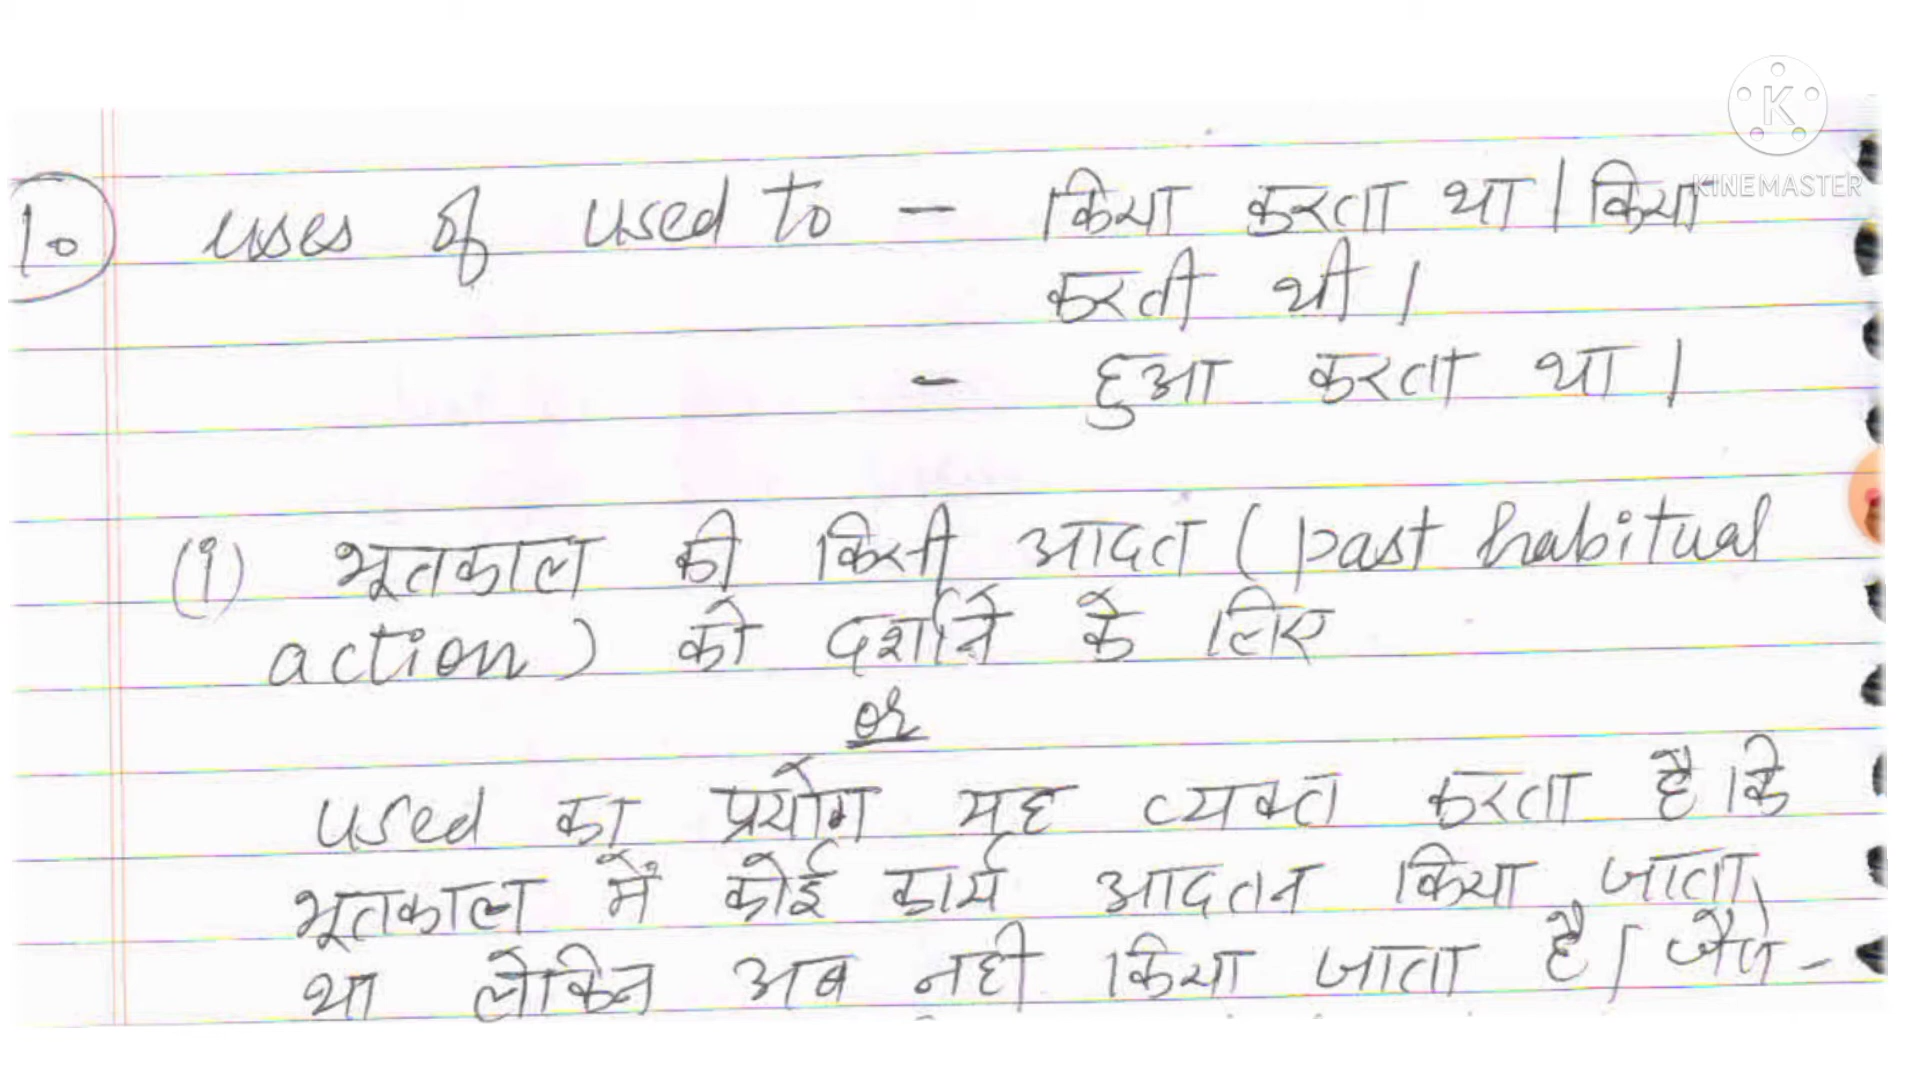 KINEMASTER
1. uses of used to - किया करता था। किया
करती थी।
- हुआ करता था।
(i) भूतकाल की किसी आदत (past habitual
action) को दर्शाने के लिए
or
used का प्रयोग यह व्यक्त करता है कि
भूतकाल में कोई कार्य आदतन किया जाता
था लेकिन अब नही किया जाता है। जैसे -